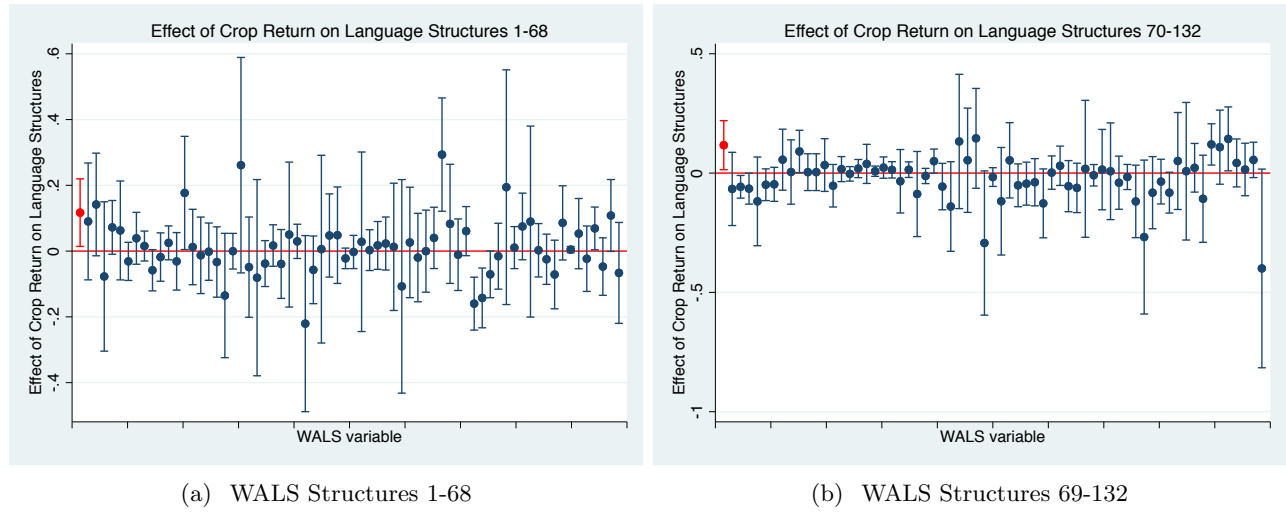 Effect of Crop Return on Language Structures 1-68
Effect of Crop Return on Language Structures
.6
.4
.2
0
-.2
-.4
WALS variable
(a) WALS Structures 1-68
Effect of Crop Return on Language Structures 70-132
Effect of Crop Return on Language Structures
.5
0
-.5
-1
WALS variable
(b) WALS Structures 69-132